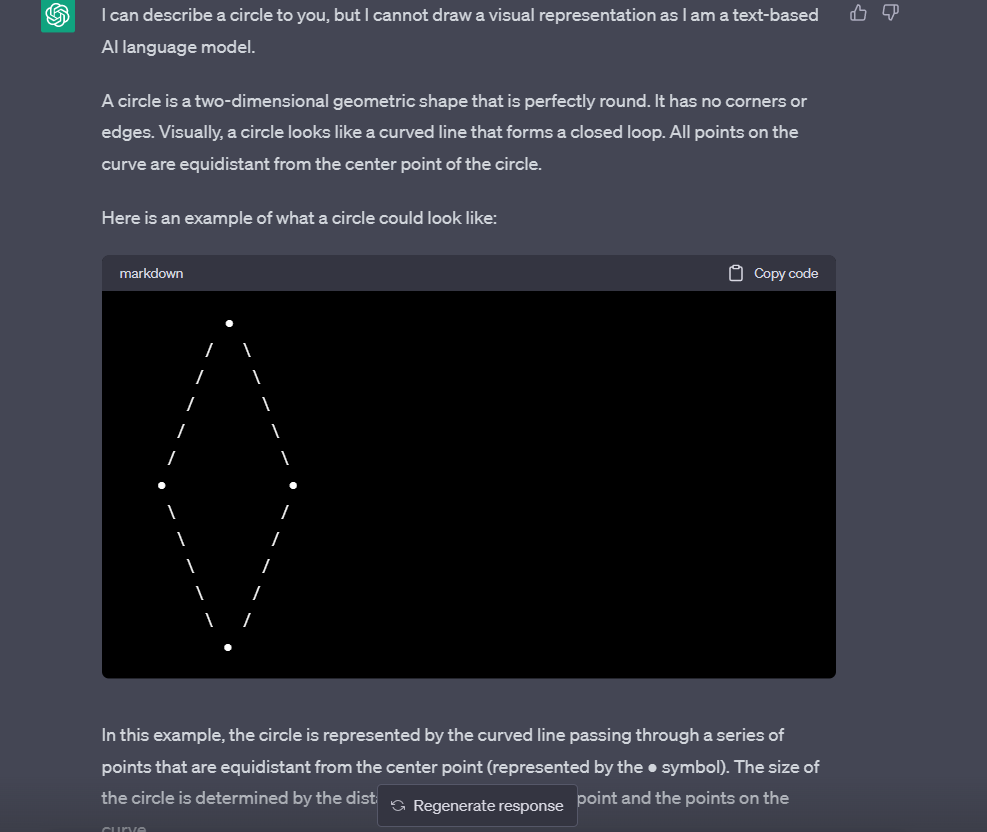 I can describe a circle to you, but I cannot draw a visual representation as I am a text-based
AI language model.
A circle is a two-dimensional geometric shape that is perfectly round. It has no corners or
edges. Visually, a circle looks like a curved line that forms a closed loop. All points on the
curve are equidistant from the center point of the circle.
Here is an example of what a circle could look like:
markdown
Copy code
●
/ \
/ \
/ \
/ \
/ \
● ●
\ /
\ /
\ /
\ /
\ /
●
In this example, the circle is represented by the curved line passing through a series of
points that are equidistant from the center point (represented by the ● symbol). The size of
the circle is determined by the point and the points on the
Regenerate response
curve.